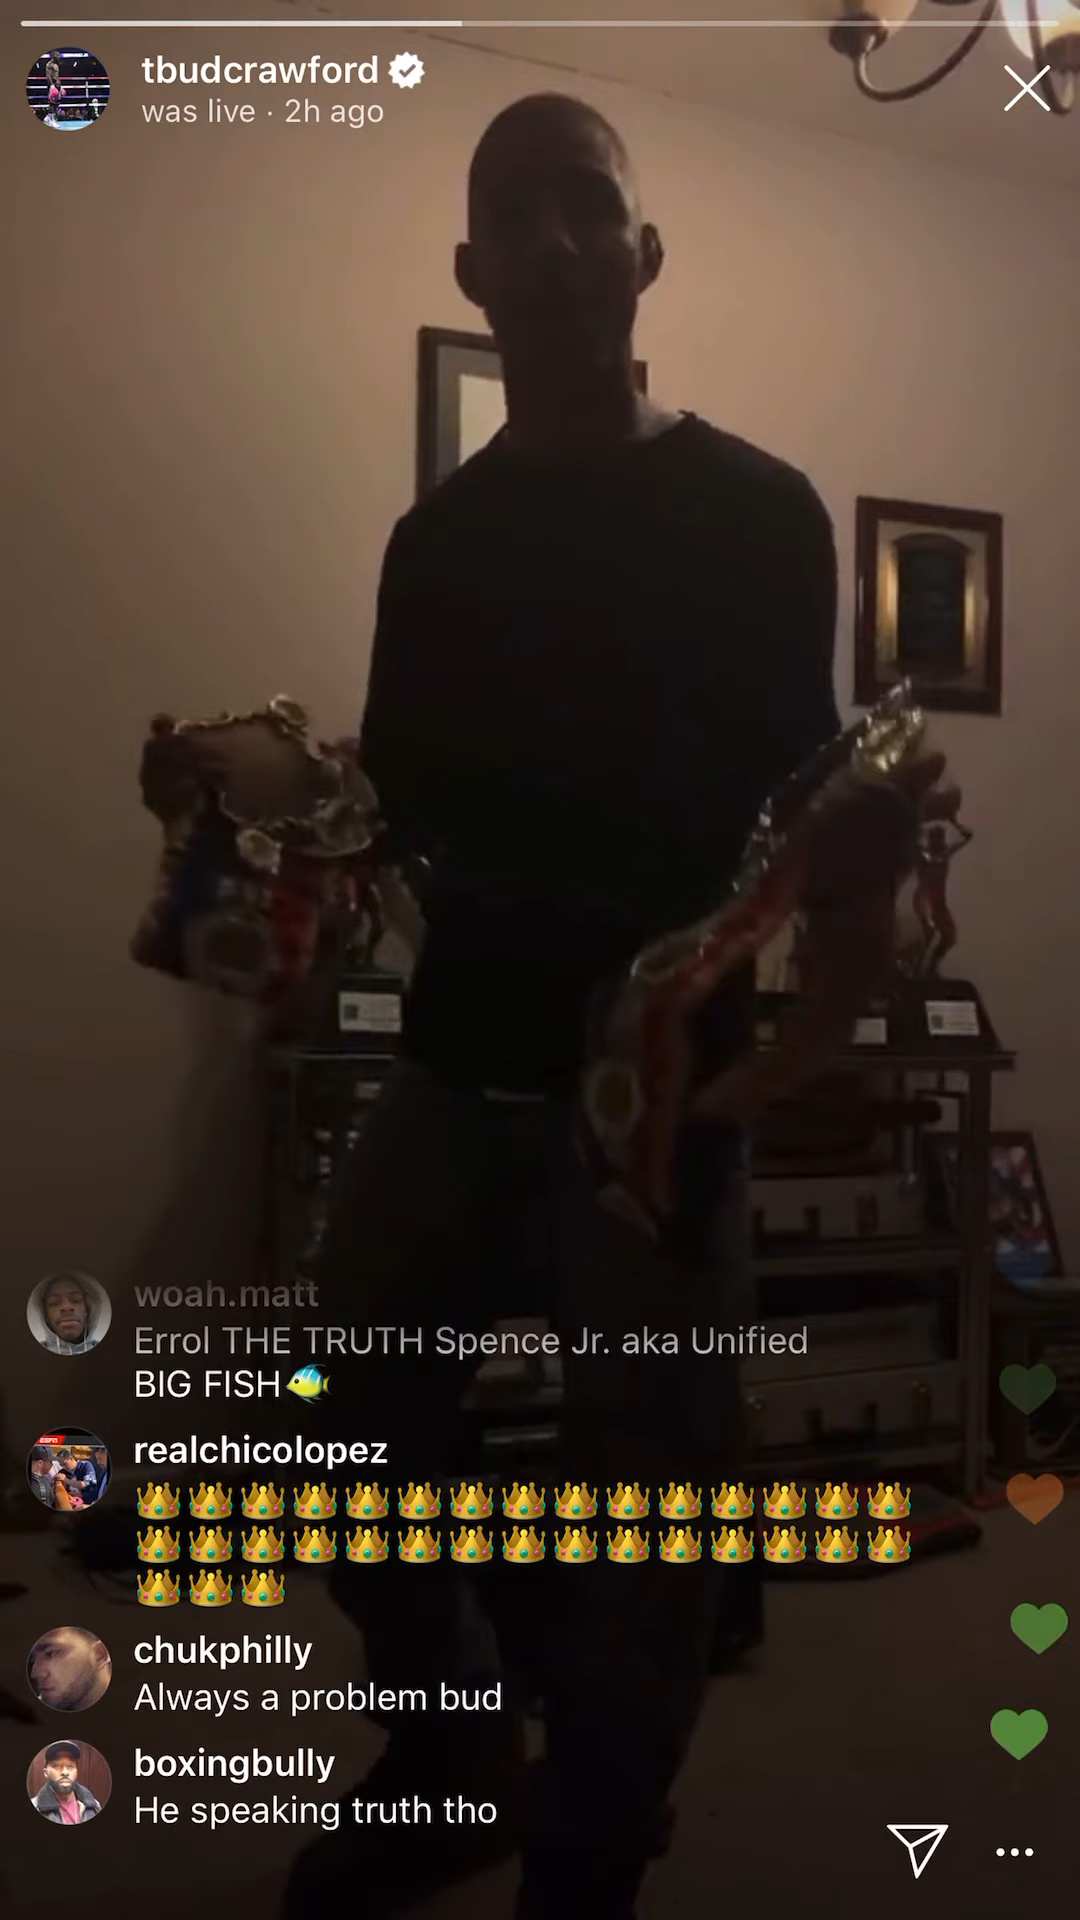 tbudcrawford
was live · 2h ago
woah.matt
Errol THE TRUTH Spence Jr. aka Unified
BIG FISH🐠
realchicolopez
👑👑👑👑👑👑👑👑👑👑👑👑👑👑👑
👑👑👑👑👑👑👑👑👑👑👑👑👑👑👑
👑👑👑
chukphilly
Always a problem bud
boxingbully
He speaking truth tho